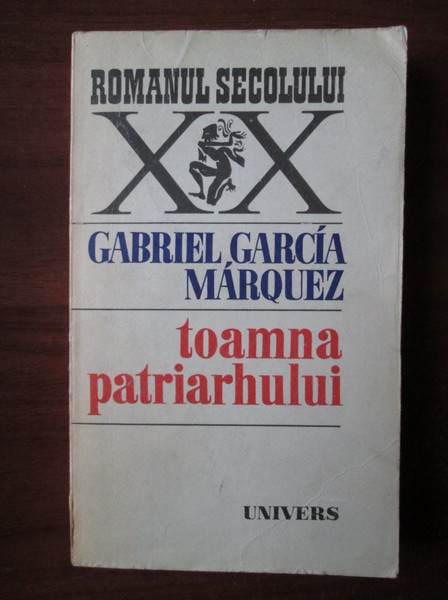 ROMANUL SECOLULUI
XX
GABRIEL GARCÍA
MÁRQUEZ
toamna
patriarhului
UNIVERS